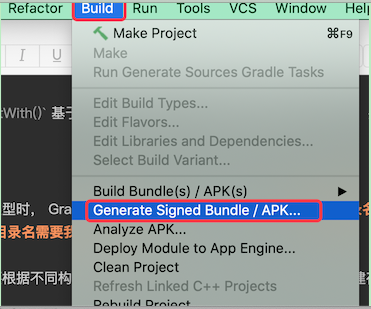 Refactor Build Run Tools VCS Window Help
Make Project ⌘F9
Make
Run Generate Sources Gradle Tasks
I U
tWith()` 基于
Edit Build Types...
Edit Flavors...
Edit Libraries and Dependencies...
Select Build Variant...
Build Bundle(s) / APK(s)
型时， Gra
Generate Signed Bundle / APK...
目录名需要我
Analyze APK...
Deploy Module to App Engine...
Clean Project
根据不同构
Refresh Linked C++ Projects
Rebuild Project